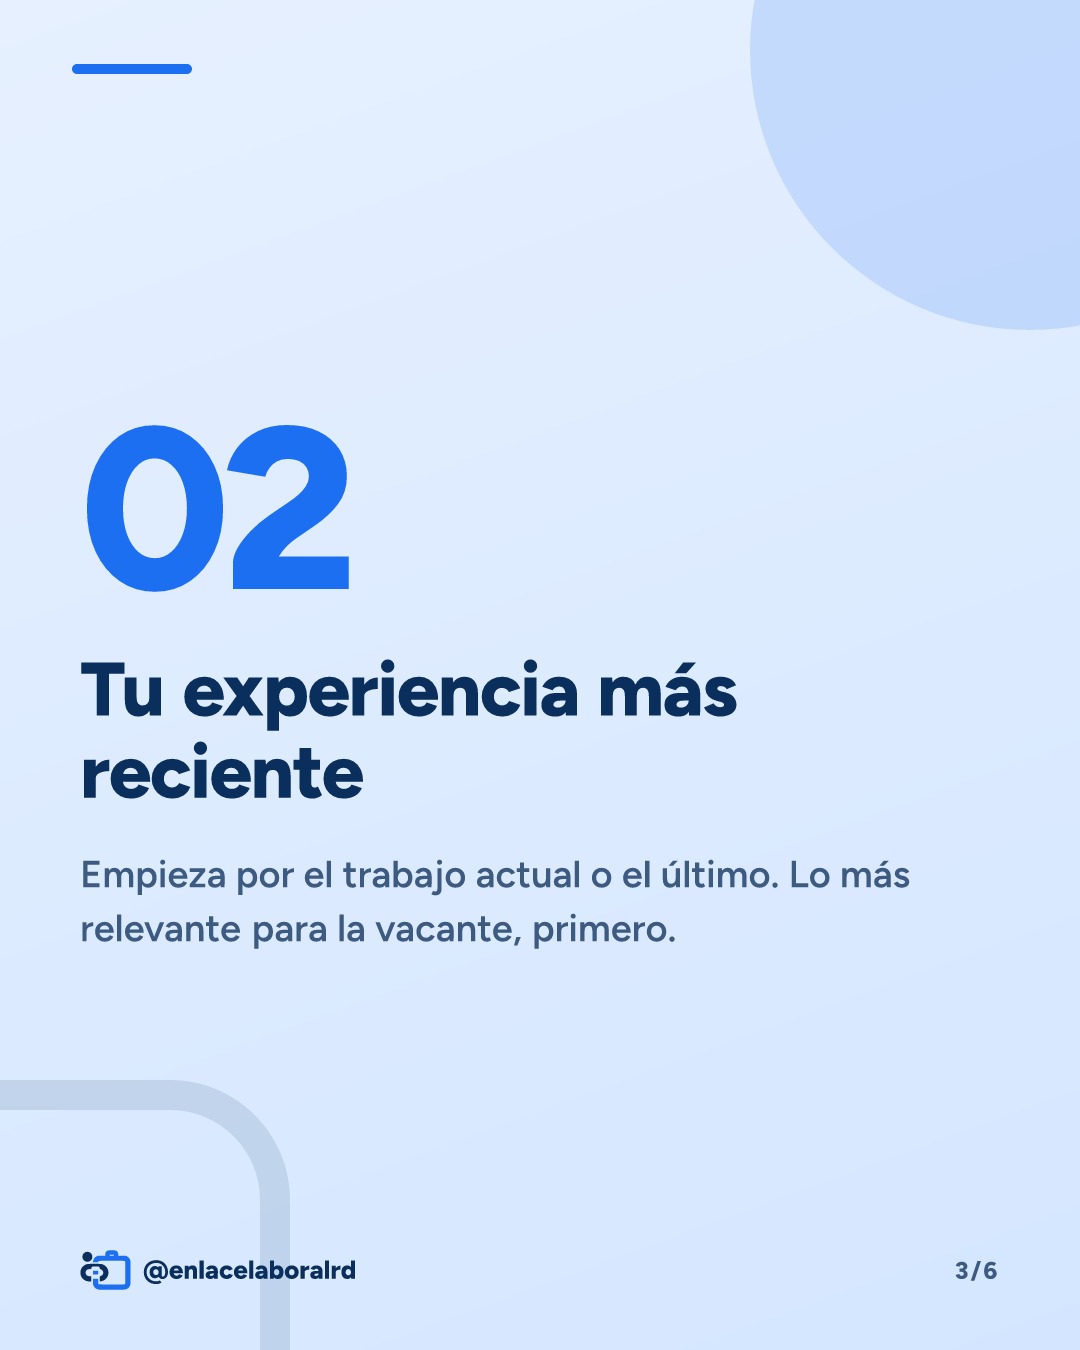 02
Tu experiencia más
reciente
Empieza por el trabajo actual o el último. Lo más
relevante para la vacante, primero.
@enlacelaboralrd
3/6